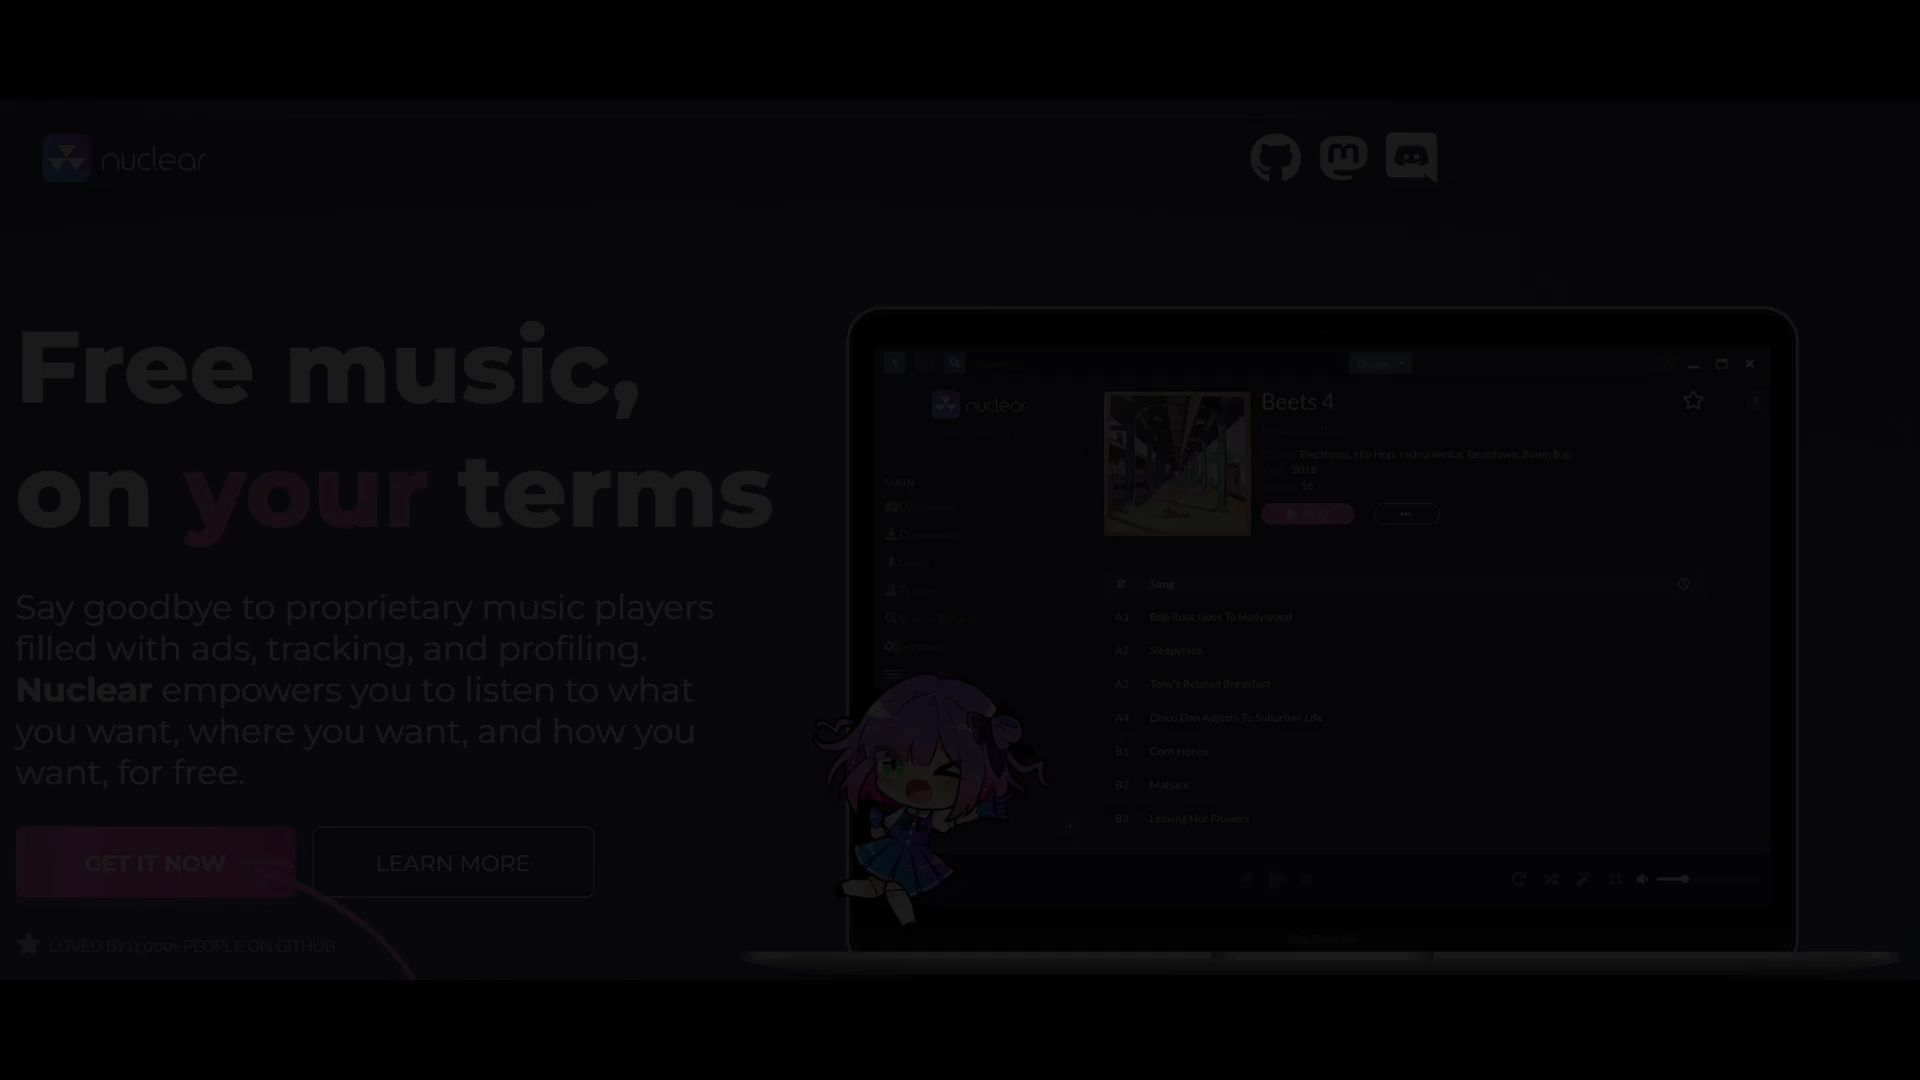 nuclear
Free music,
on your terms
Say goodbye to proprietary music players
filled with ads, tracking, and profiling.
Nuclear empowers you to listen to what
you want, where you want, and how you
want, for free.
GET IT NOW
LEARN MORE
LOVED BY 11,000+ PEOPLE ON GITHUB
nuclear
MAIN
Beets 4
Electronic, Hip Hop, Instrumental, Beatdown, Boom Bap
2018
16
# Song
A1 Bob Ross Goes To Hollywood
A2 Sleepyface
A3 Tony's Belated Breakfast
A4 Disco Dan Adjusts To Suburban Life
B1 Corn Honey
B2 Matlack
B3 Leaving Her Flowers